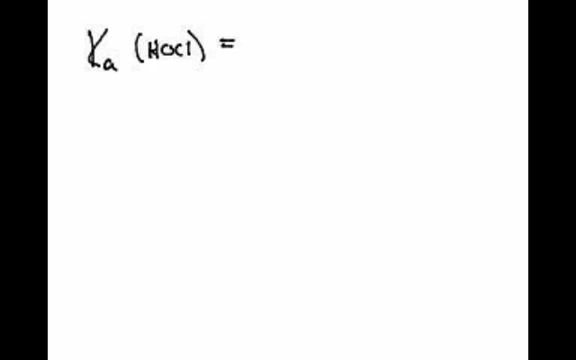 Ka (HOCl) =